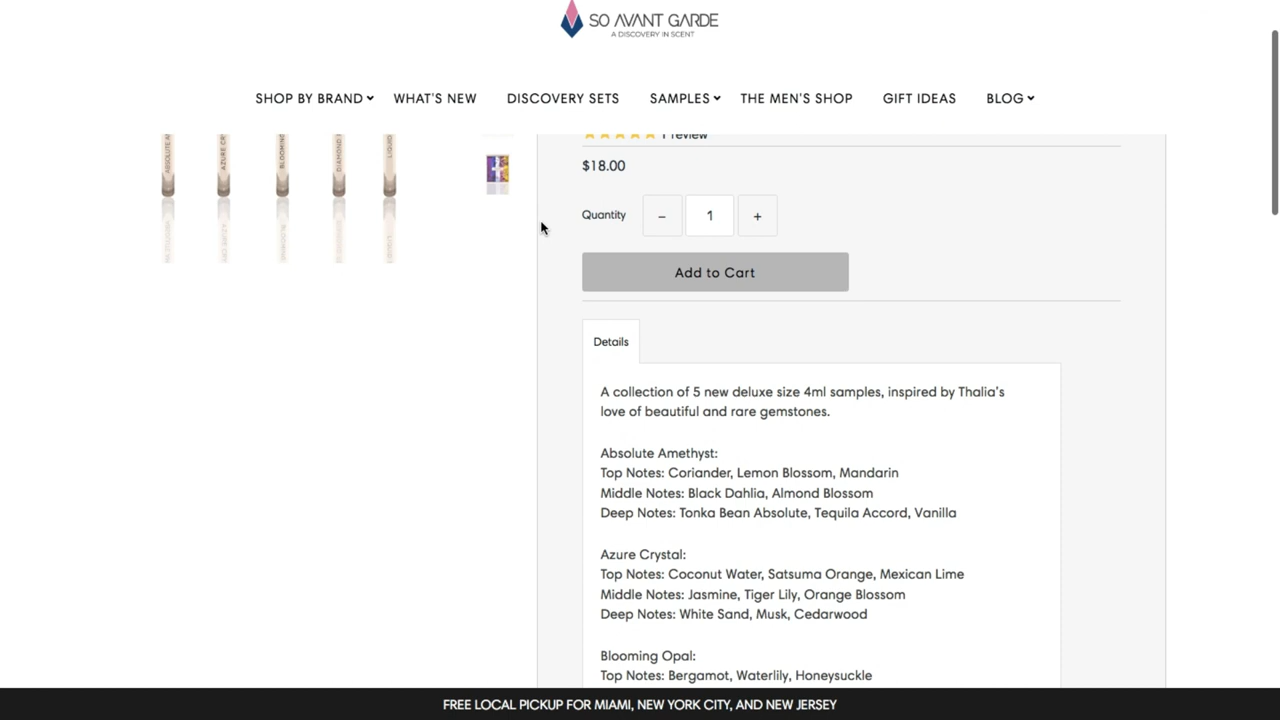 SO AVANT GARDE
A DISCOVERY IN SCENT
SHOP BY BRAND WHAT'S NEW DISCOVERY SETS SAMPLES THE MEN'S SHOP GIFT IDEAS BLOG
1 review
$18.00
Quantity – 1 +
Add to Cart
Details
A collection of 5 new deluxe size 4ml samples, inspired by Thalia's
love of beautiful and rare gemstones.
Absolute Amethyst:
Top Notes: Coriander, Lemon Blossom, Mandarin
Middle Notes: Black Dahlia, Almond Blossom
Deep Notes: Tonka Bean Absolute, Tequila Accord, Vanilla
Azure Crystal:
Top Notes: Coconut Water, Satsuma Orange, Mexican Lime
Middle Notes: Jasmine, Tiger Lily, Orange Blossom
Deep Notes: White Sand, Musk, Cedarwood
Blooming Opal:
Top Notes: Bergamot, Waterlily, Honeysuckle
FREE LOCAL PICKUP FOR MIAMI, NEW YORK CITY, AND NEW JERSEY